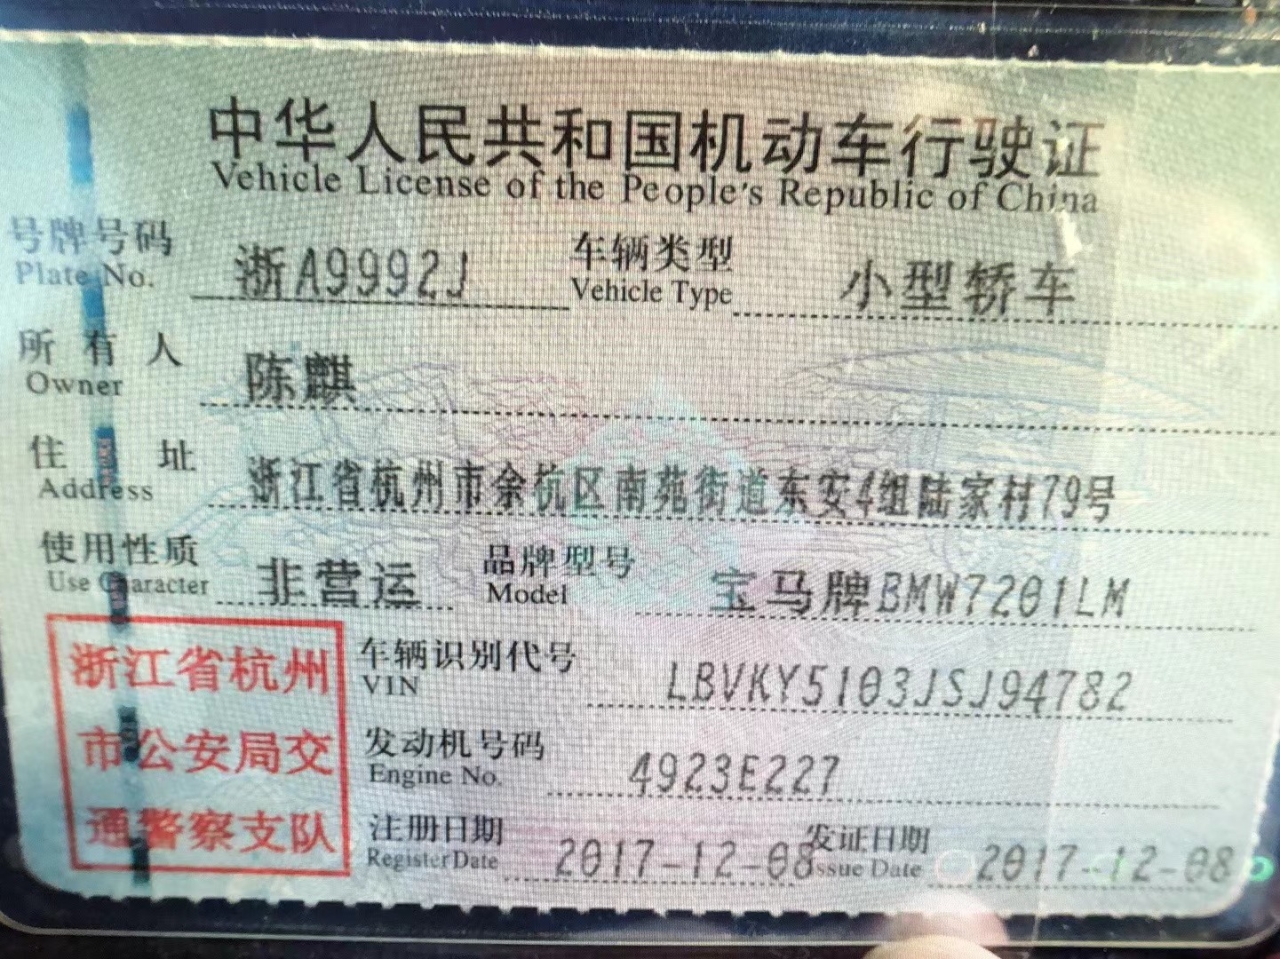 中华人民共和国机动车行驶证
Vehicle License of the People's Republic of China
号牌号码 浙A9992J 车辆类型 小型轿车
Plate No. Vehicle Type
所有人 陈麒
Owner
住址 浙江省杭州市余杭区南苑街道东安4组陆家村79号
Address
使用性质 非营运 品牌型号 宝马牌BMW7201LM
Use Character Model
浙江省杭州
市公安局交
通警察支队
车辆识别代号 LBVKY5103JSJ94782
VIN
发动机号码 4923E227
Engine No.
注册日期 2017-12-08 发证日期 2017-12-08
Register Date Issue Date